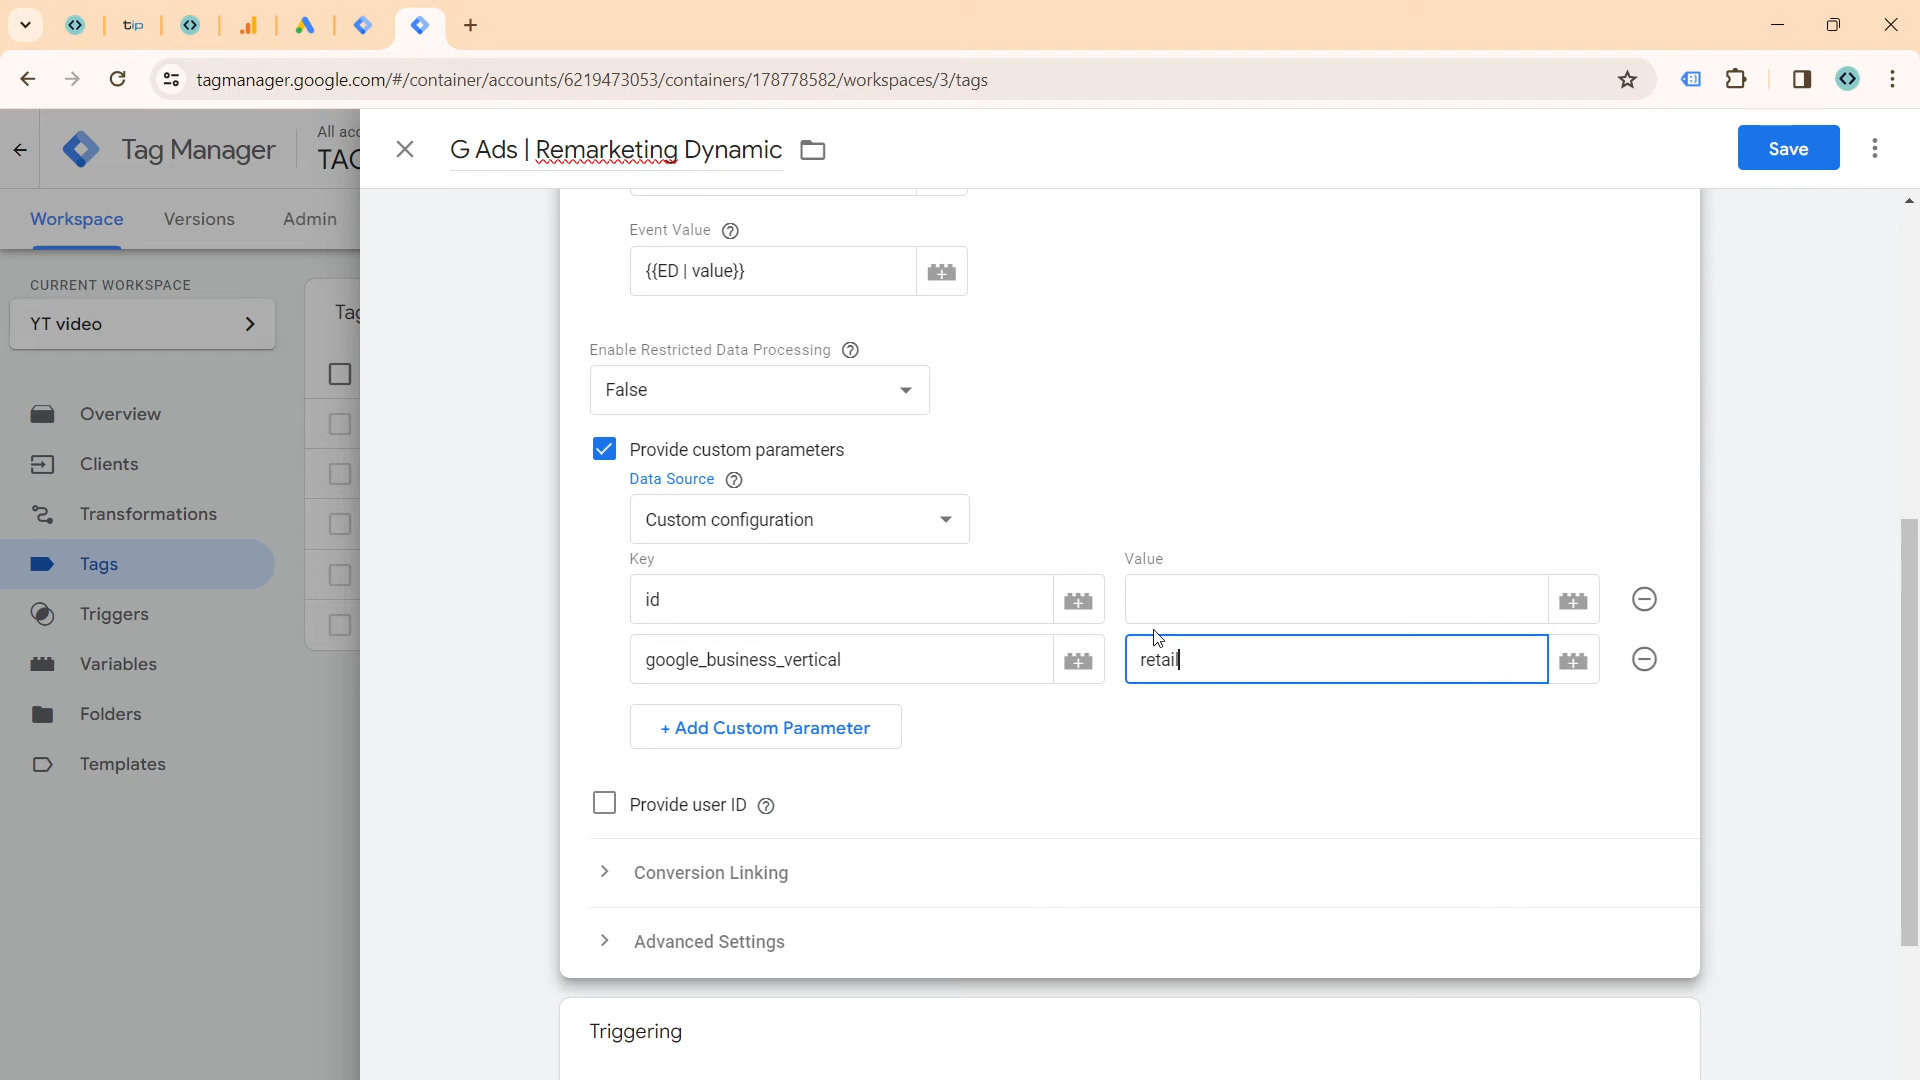 tip
tagmanager.google.com/#/container/accounts/6219473053/containers/178778582/workspaces/3/tags
Tag Manager
All acc
TAG
G Ads | Remarketing Dynamic
Save
Workspace
Versions
Admin
CURRENT WORKSPACE
YT video
Overview
Clients
Transformations
Tags
Triggers
Variables
Folders
Templates
Tag
Event Value
{{ED | value}}
Enable Restricted Data Processing
False
Provide custom parameters
Data Source
Custom configuration
Key
Value
id
google_business_vertical
retail
+ Add Custom Parameter
Provide user ID
Conversion Linking
Advanced Settings
Triggering